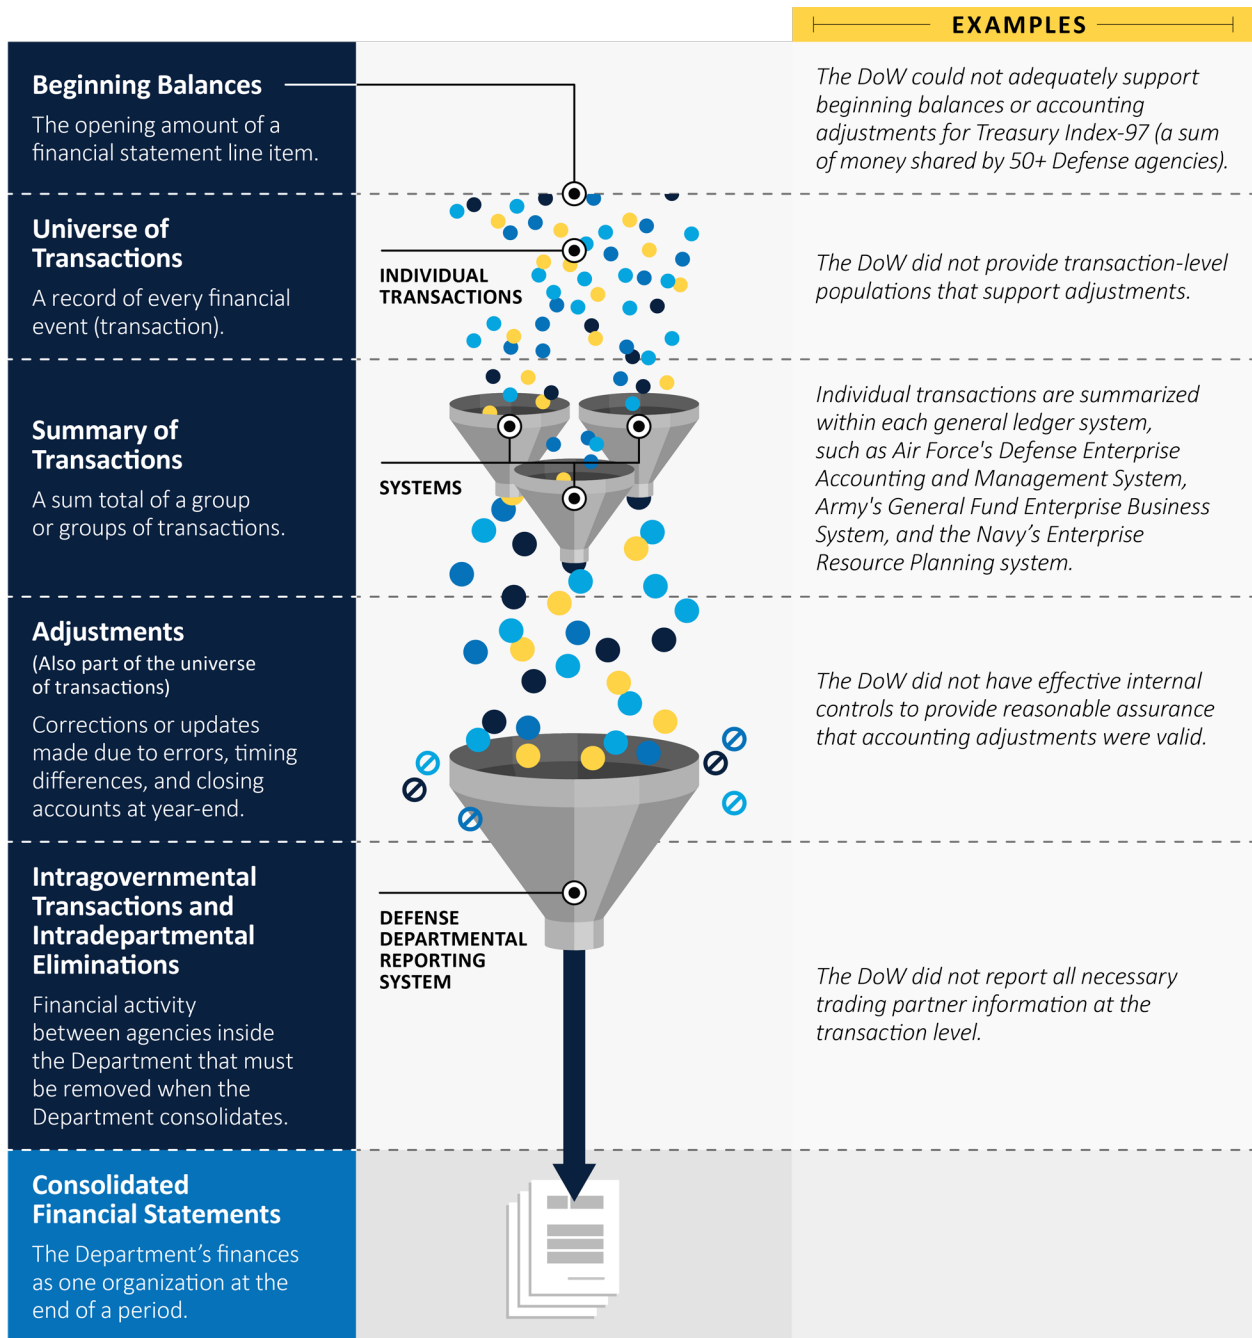 EXAMPLES
Beginning Balances
The opening amount of a
financial statement line item.
The DoW could not adequately support
beginning balances or accounting
adjustments for Treasury Index-97 (a sum
of money shared by 50+ Defense agencies).
Universe of
Transactions
A record of every financial
event (transaction).
INDIVIDUAL
TRANSACTIONS
The DoW did not provide transaction-level
populations that support adjustments.
Summary of
Transactions
A sum total of a group
or groups of transactions.
SYSTEMS
Individual transactions are summarized
within each general ledger system,
such as Air Force's Defense Enterprise
Accounting and Management System,
Army's General Fund Enterprise Business
System, and the Navy’s Enterprise
Resource Planning system.
Adjustments
(Also part of the universe
of transactions)
Corrections or updates
made due to errors, timing
differences, and closing
accounts at year-end.
The DoW did not have effective internal
controls to provide reasonable assurance
that accounting adjustments were valid.
Intragovernmental
Transactions and
Intradepartmental
Eliminations
Financial activity
between agencies inside
the Department that must
be removed when the
Department consolidates.
DEFENSE
DEPARTMENTAL
REPORTING
SYSTEM
The DoW did not report all necessary
trading partner information at the
transaction level.
Consolidated
Financial Statements
The Department’s finances
as one organization at the
end of a period.